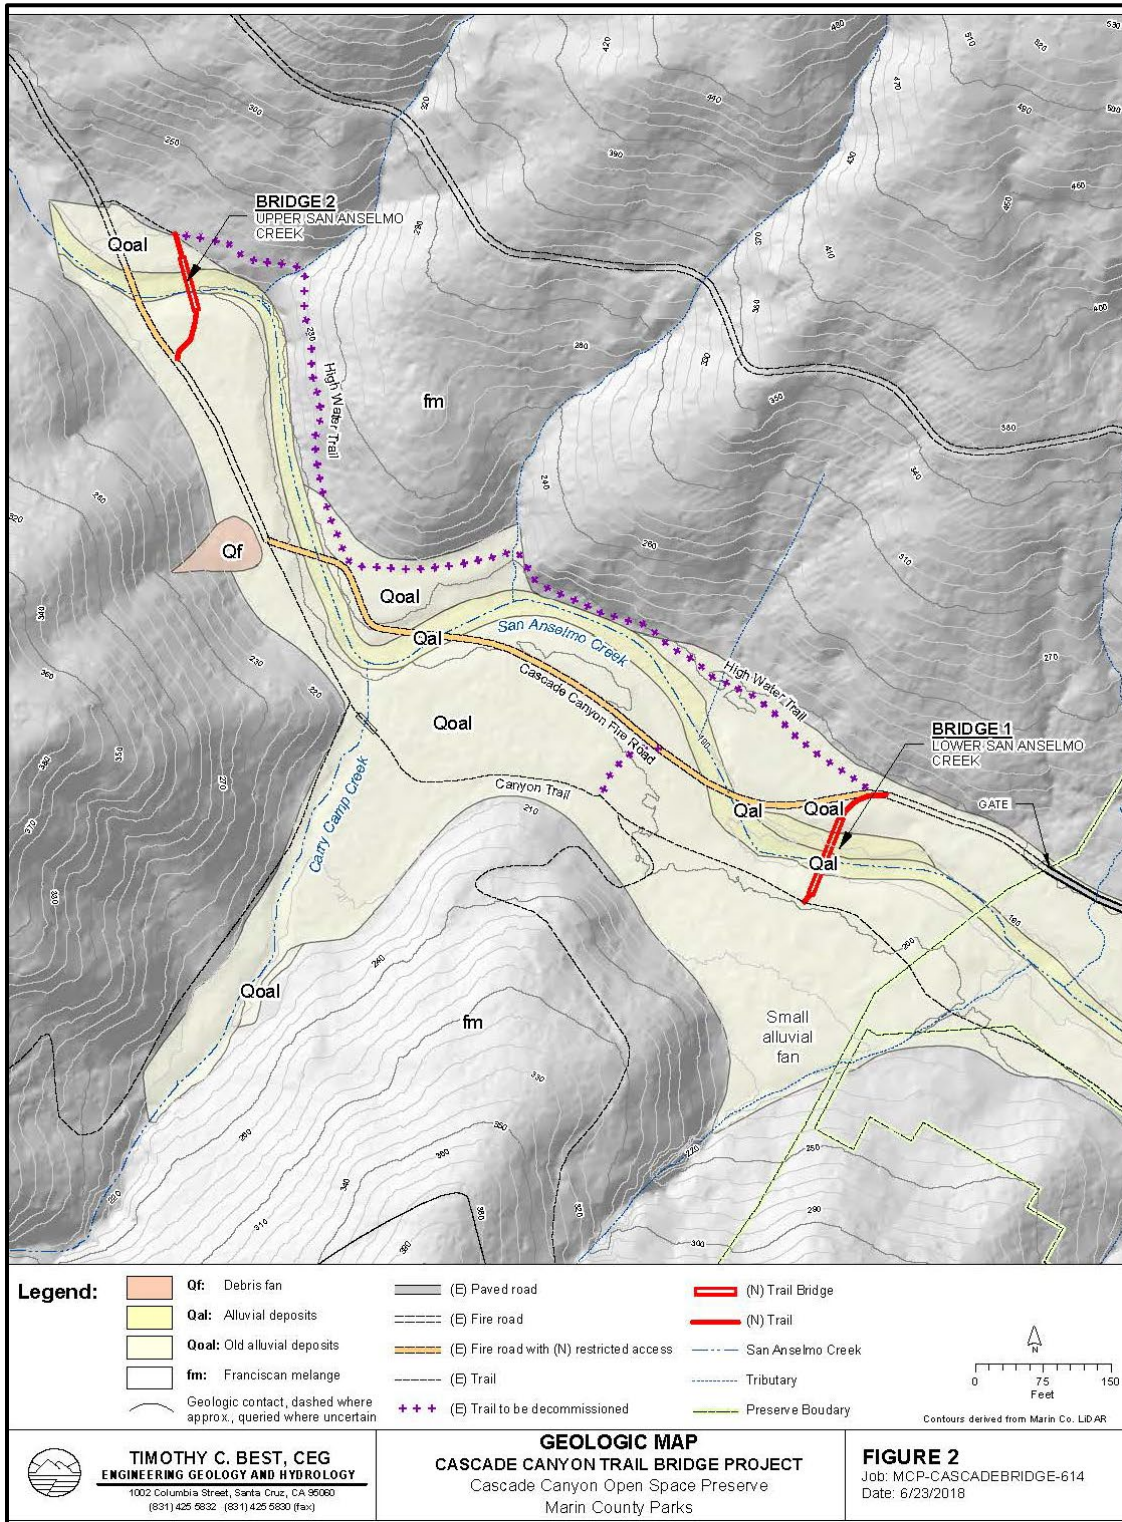 BRIDGE 2
UPPER SAN ANSELMO
CREEK
Qoal
High Water Trail
fm
Qf
Qoal
Qal
San Anselmo Creek
Cascade Canyon Fire Road
High Water Trail
Qoal
BRIDGE 1
LOWER SAN ANSELMO
CREEK
Canyon Trail
Carry Camp Creek
Qal
Qoal
GATE
Qal
Qoal
fm
Small
alluvial
fan
Legend:
Qf: Debris fan
Qal: Alluvial deposits
Qoal: Old alluvial deposits
fm: Franciscan melange
Geologic contact, dashed where
approx., queried where uncertain
(E) Paved road
(E) Fire road
(E) Fire road with (N) restricted access
(E) Trail
(E) Trail to be decommissioned
(N) Trail Bridge
(N) Trail
San Anselmo Creek
Tributary
Preserve Boudary
N
0 75 150
Feet
Contours derived from Marin Co. LiDAR
TIMOTHY C. BEST, CEG
ENGINEERING GEOLOGY AND HYDROLOGY
1002 Columbia Street, Santa Cruz, CA 95060
(831) 425 5832 (831) 425 5830 (fax)
GEOLOGIC MAP
CASCADE CANYON TRAIL BRIDGE PROJECT
Cascade Canyon Open Space Preserve
Marin County Parks
FIGURE 2
Job: MCP-CASCADEBRIDGE-614
Date: 6/23/2018